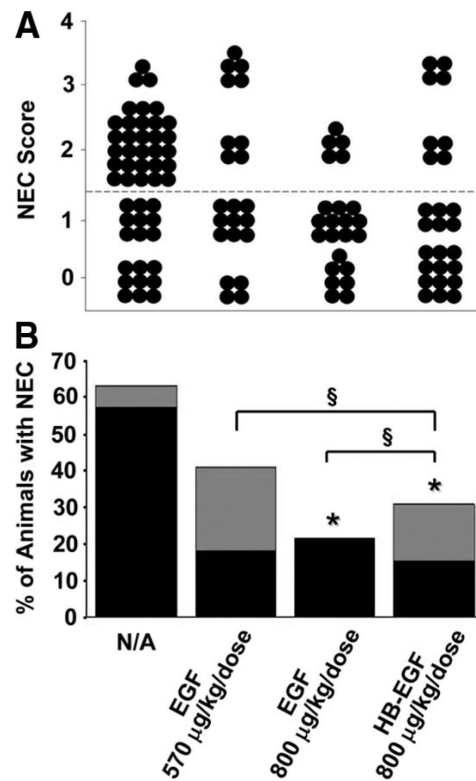 A
NEC Score
4
3
2
1
0
B
% of Animals with NEC
70
60
50
40
30
20
10
0
§
§
*
*
N/A
EGF
570 µg/kg/dose
EGF
800 µg/kg/dose
HB-EGF
800 µg/kg/dose